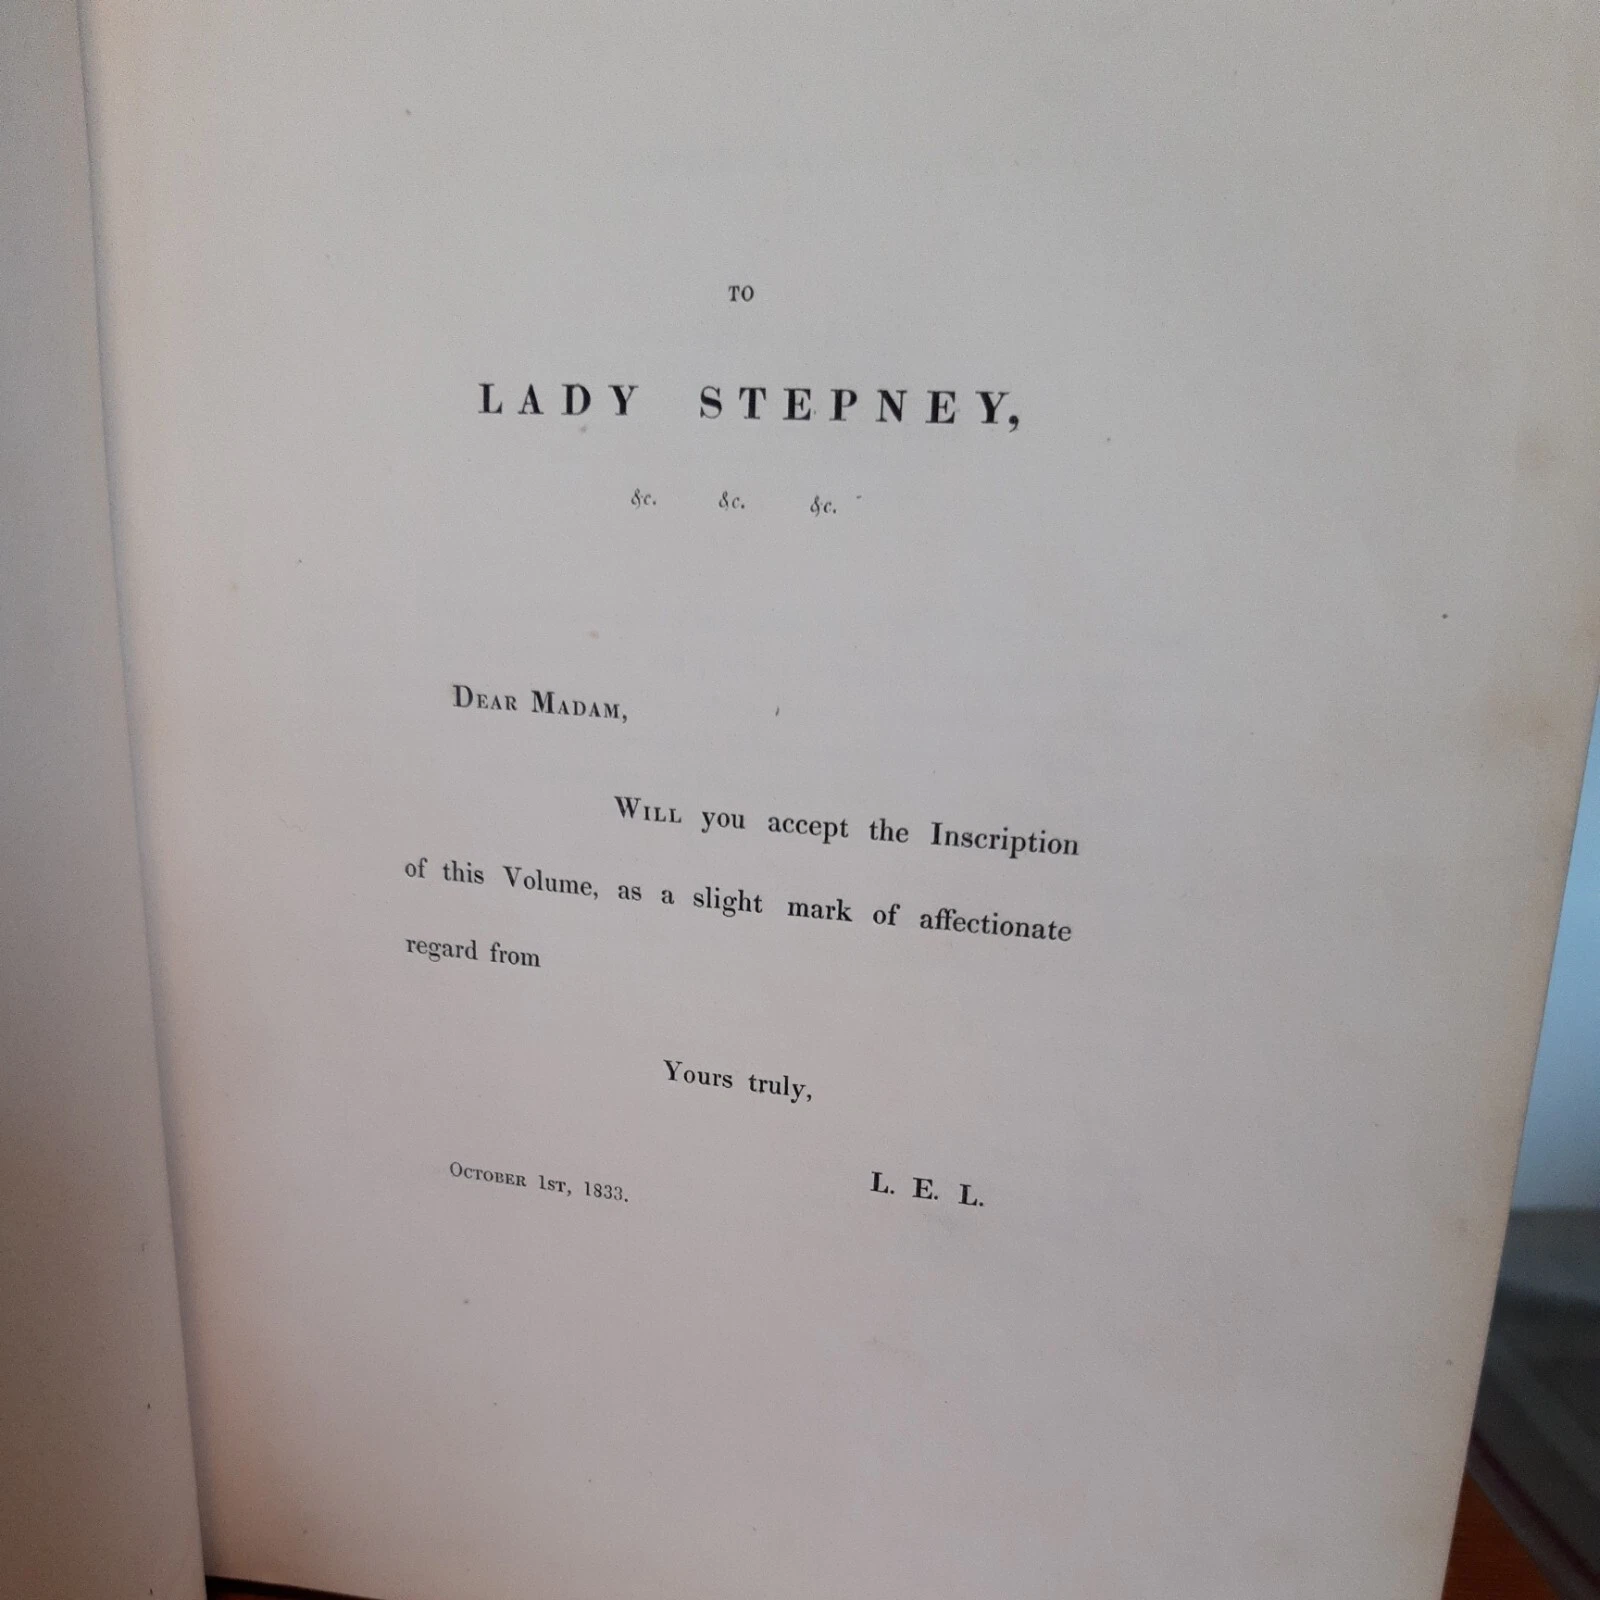 TO
LADY STEPNEY,
&c. &c. &c.
DEAR MADAM,
WILL you accept the Inscription
of this Volume, as a slight mark of affectionate
regard from
Yours truly,
OCTOBER 1ST, 1833. L. E. L.